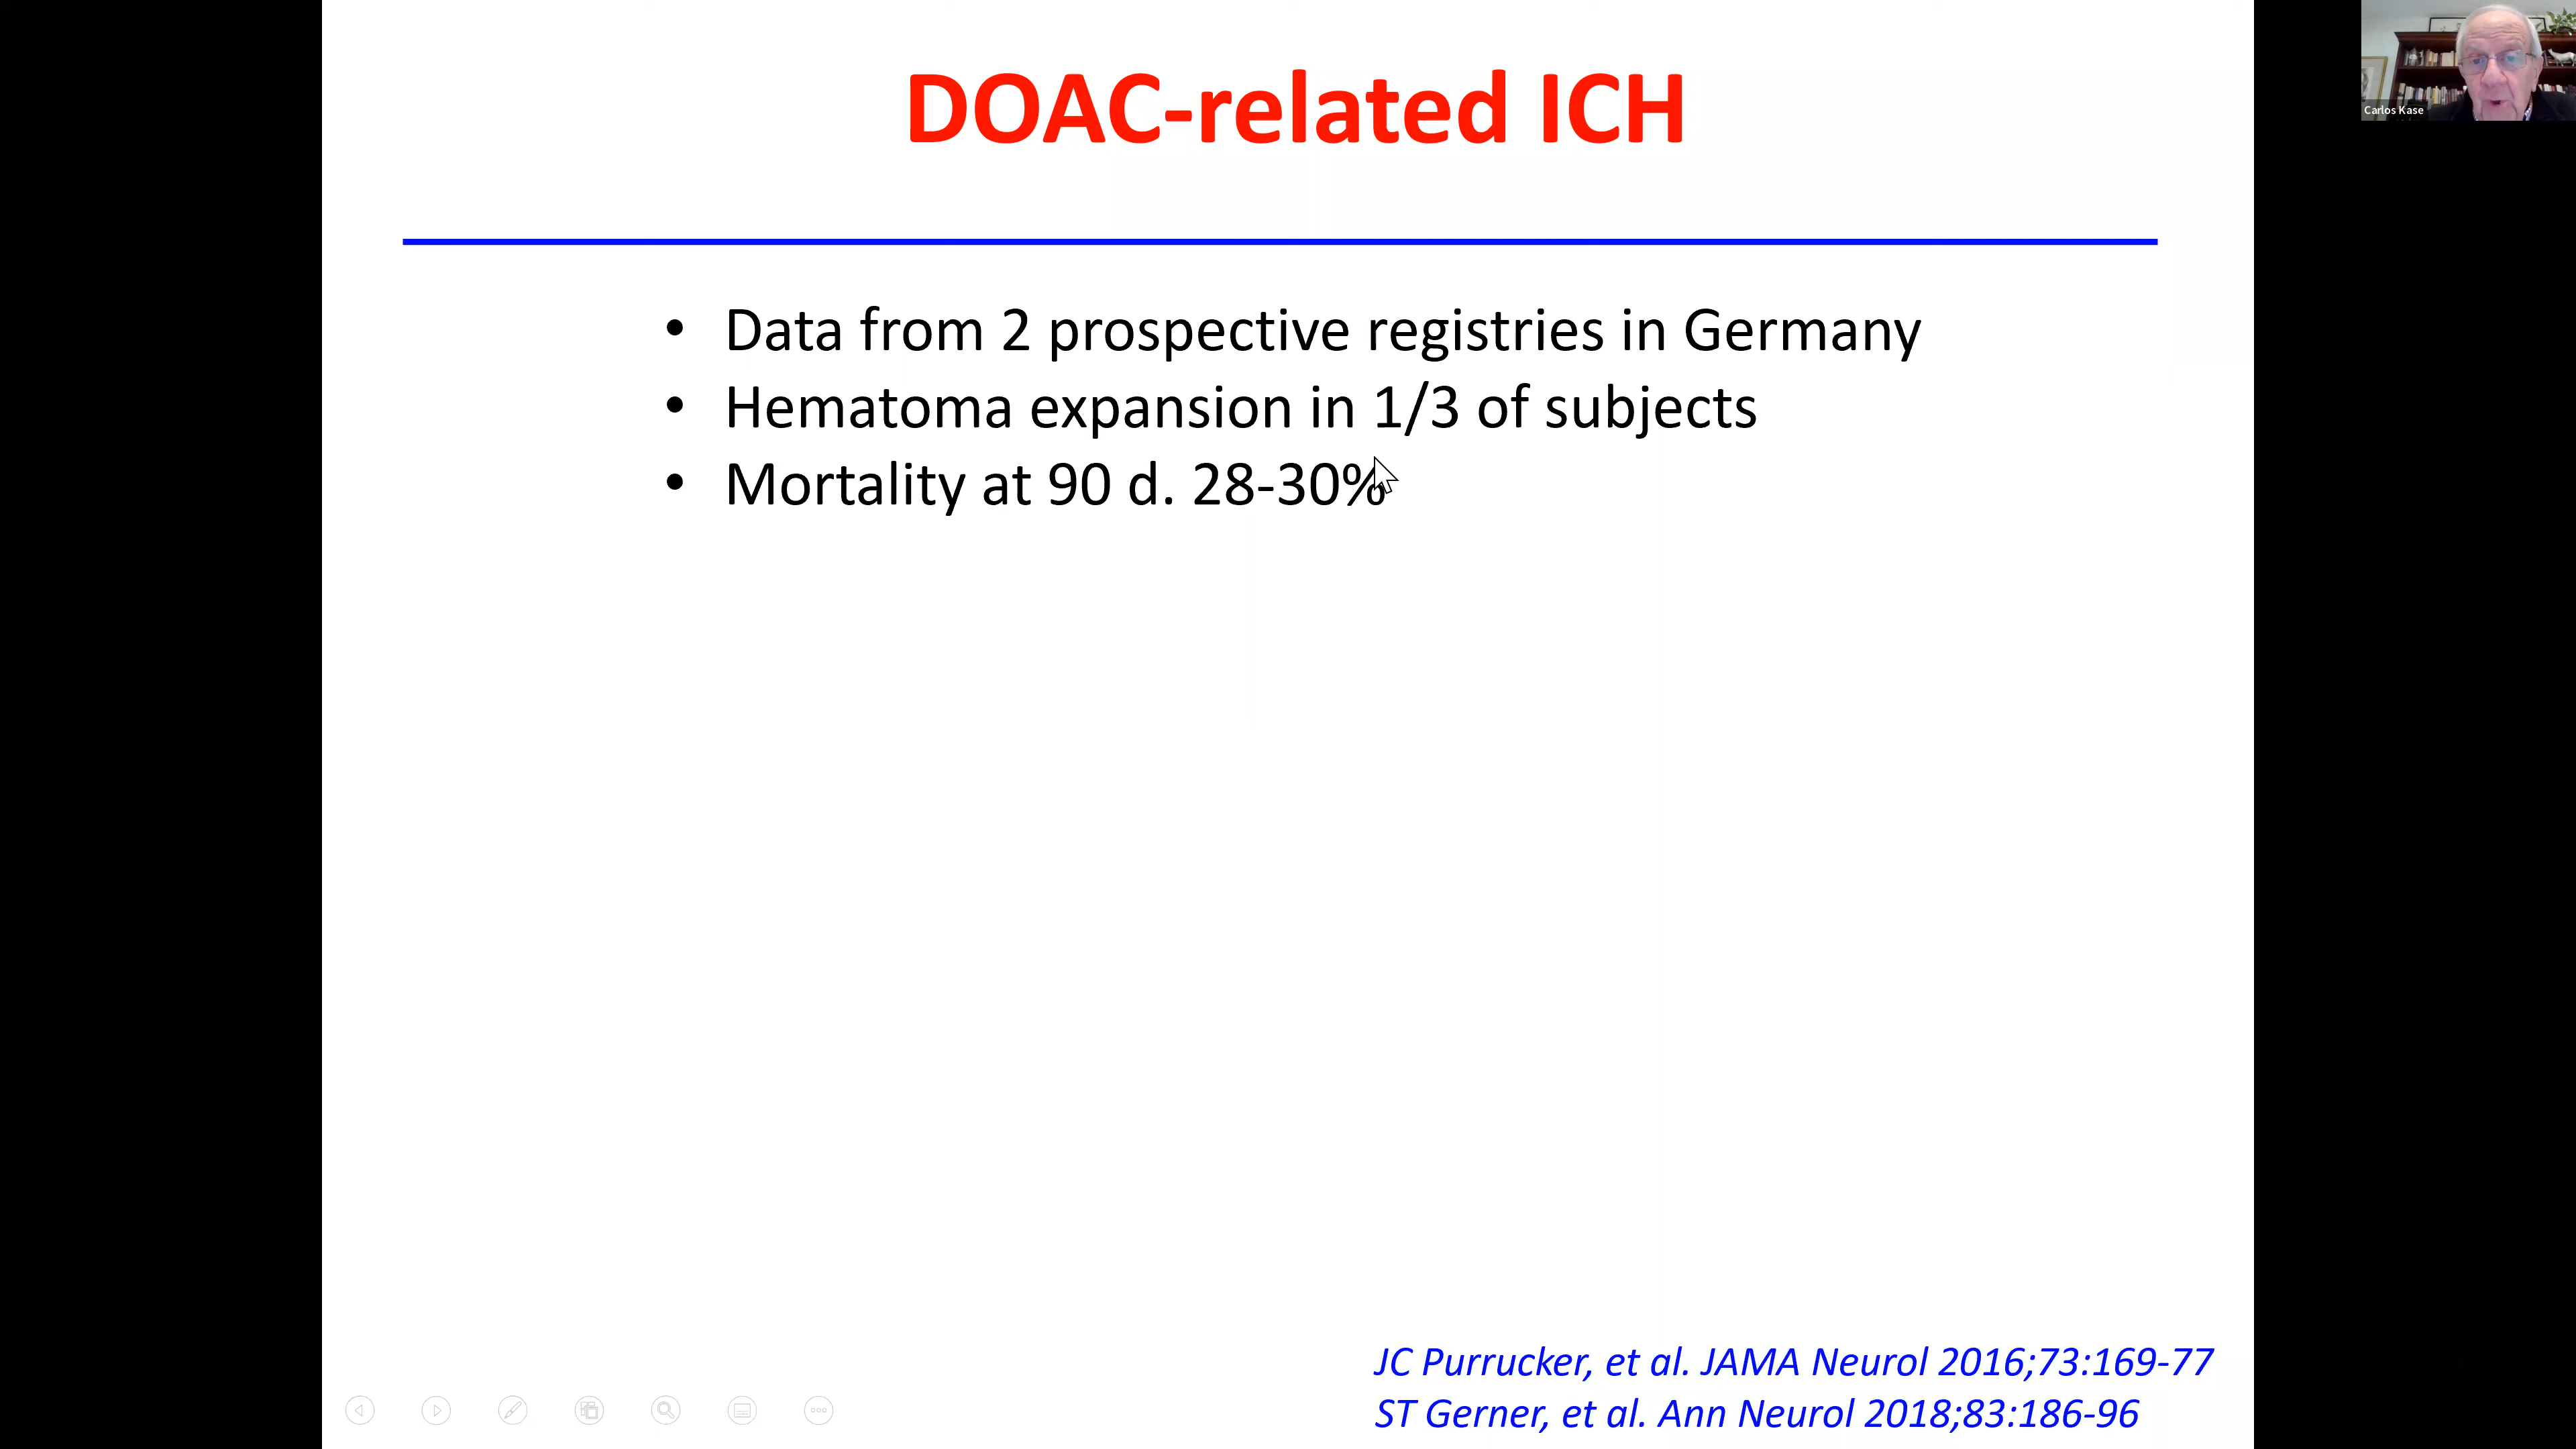 DOAC-related ICH
Carlos Kase
• Data from 2 prospective registries in Germany
• Hematoma expansion in 1/3 of subjects
• Mortality at 90 d. 28-30%
JC Purrucker, et al. JAMA Neurol 2016;73:169-77
ST Gerner, et al. Ann Neurol 2018;83:186-96